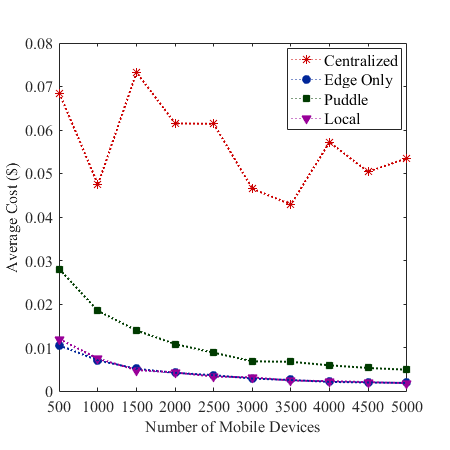 0.08
0.07
0.06
0.05
0.04
0.03
0.02
0.01
0
Average Cost ($)
Centralized
Edge Only
Puddle
Local
500 1000 1500 2000 2500 3000 3500 4000 4500 5000
Number of Mobile Devices